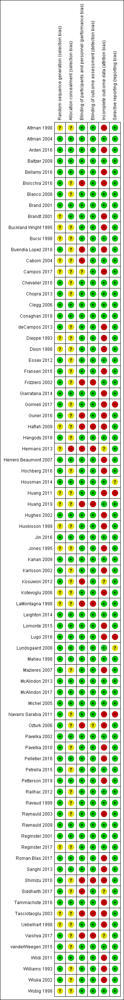 Random sequence generation (selection bias)
Allocation concealment (selection bias)
Blinding of participants and personnel (performance bias)
Blinding of outcome assessment (detection bias)
Incomplete outcome data (attrition bias)
Selective reporting (reporting bias)
Altman 1998 ? ? + + - +
Altman 2004 + + + + + +
Arden 2016 + + + + - +
Baltzer 2009 + + + + + +
Bellamy 2016 + + + + - +
Bisicchia 2016 + ? - + - +
Blanco 2008 + ? + + + +
Brand 2001 + + + + + +
Brandt 2001 ? + + + - +
Buckland Wright 1995 ? ? + + - +
Bucsi 1998 ? ? + + + +
Buendia Lopez 2018 + ? - + - +
Caborn 2004 ? ? - + + +
Campos 2017 ? ? ? + - +
Chevalier 2010 + ? + + + +
Chopra 2013 + ? + + + +
Clegg 2006 + + + + + +
Conaghan 2018 + + + + + +
deCampos 2013 + ? + + - +
Dieppe 1993 ? ? + + - +
Dixon 1988 ? ? + + - +
Essex 2012 + ? + + + +
Fransen 2015 + ? + + - +
Frizziero 2002 + ? - - + +
Giarratana 2014 + + + + - +
Gormeli 2017 + ? + + - -
Guner 2016 + ? - + - +
Haflah 2009 ? ? - - - +
Hangody 2018 + ? + + + +
Hermans 2013 ? - - - ? +
Herrero Beaumont 2007 + + + + - +
Hochberg 2016 + ? + + - +
Housman 2014 + + + + + ?
Huang 2011 ? ? + + - -
Huang 2019 ? ? - - + +
Hughes 2002 + + + + - +
Huskisson 1999 ? ? + + - +
Jin 2016 + + + + + +
Jones 1995 ? ? + + - +
Kahan 2009 + + + + + +
Karlsson 2002 + ? + + - +
Kosuwon 2012 + ? - + ? +
Kotevoglu 2006 ? ? + + - +
LaMontagna 1998 ? ? - - + +
Leighton 2014 + + + + + +
Lomonte 2015 + + + + - +
Lugo 2016 + + + + - -
Lundsgaard 2008 + + + + + ?
Maheu 1998 + + + + + +
Mazieres 2007 + ? + + - +
McAlindon 2013 + + + + + +
McAlindon 2017 + + + + + +
Michel 2005 + + + + + +
Navarro Sarabia 2011 + ? + + - -
Ozturk 2006 + ? - ? - +
Pavelka 2002 + + + + + +
Pavelka 2010 + ? + + - +
Pelletier 2016 + + + + - +
Petrella 2015 + ? + + + +
Petterson 2019 + + + + - +
Railhac 2012 + ? + + + +
Ravaud 1999 + ? + + + +
Raynauld 2003 + ? + + - +
Raynauld 2009 + + + + + +
Reginster 2001 + + + + + +
Reginster 2017 ? ? + + + +
Roman Blas 2017 + + + + - +
Sanghi 2013 + + + + - +
Shimizu 2010 + ? - - - +
Siddharth 2017 + ? - + ? +
Tammachote 2016 + + + + - +
Tasciotaoglu 2003 ? ? - - - +
Uebelhart 1998 ? ? + + - +
Vaishya 2017 + ? - - ? +
vanderWeegen 2015 + ? + + + +
Wildi 2011 + + + + - +
Williams 1993 + ? + + - +
Wluka 2002 + ? + + - +
Wobig 1998 ? ? + + + +